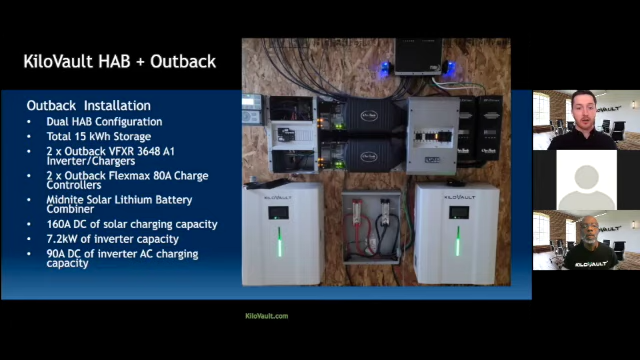 KiloVault HAB + Outback
Outback Installation
• Dual HAB Configuration
• Total 15 kWh Storage
• 2 x Outback VFXR 3648 A1
Inverter/Chargers
• 2 x Outback Flexmax 80A Charge
Controllers
• Midnite Solar Lithium Battery
Combiner
• 160A DC of solar charging capacity
• 7.2kW of inverter capacity
• 90A DC of inverter AC charging
capacity
KILOVAULT
KiloVault.com
KILOVAULT